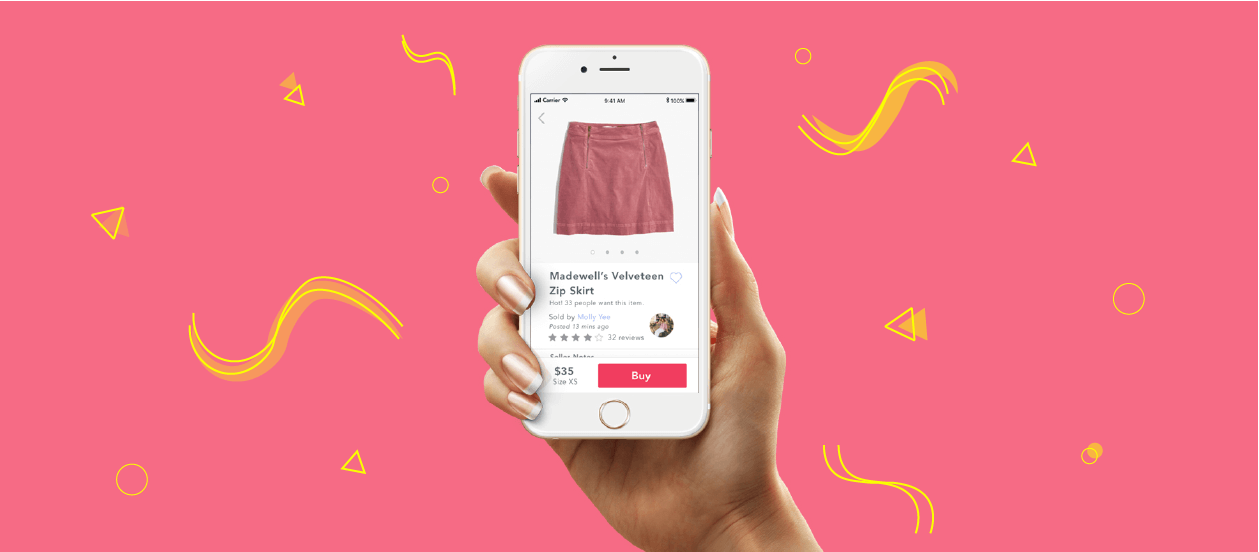 Carrier 9:41 AM 100%
Madewell's Velveteen
Zip Skirt
Hot! 33 people want this item.
Sold by Molly Yee
Posted 13 mins ago
32 reviews
Seller Notes
$35
Size XS
Buy